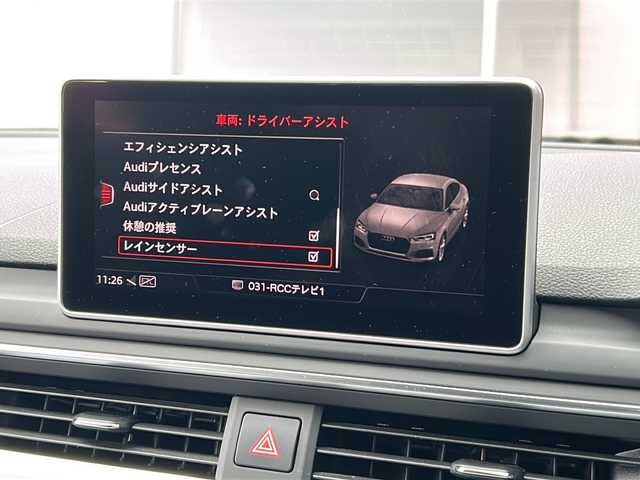 車両: ドライバーアシスト
エフィシェンシアシスト
Audiプレセンス
Audiサイドアシスト
Audiアクティブレーンアシスト
休憩の推奨
レインセンサー
11:26
031-RCCテレビ1